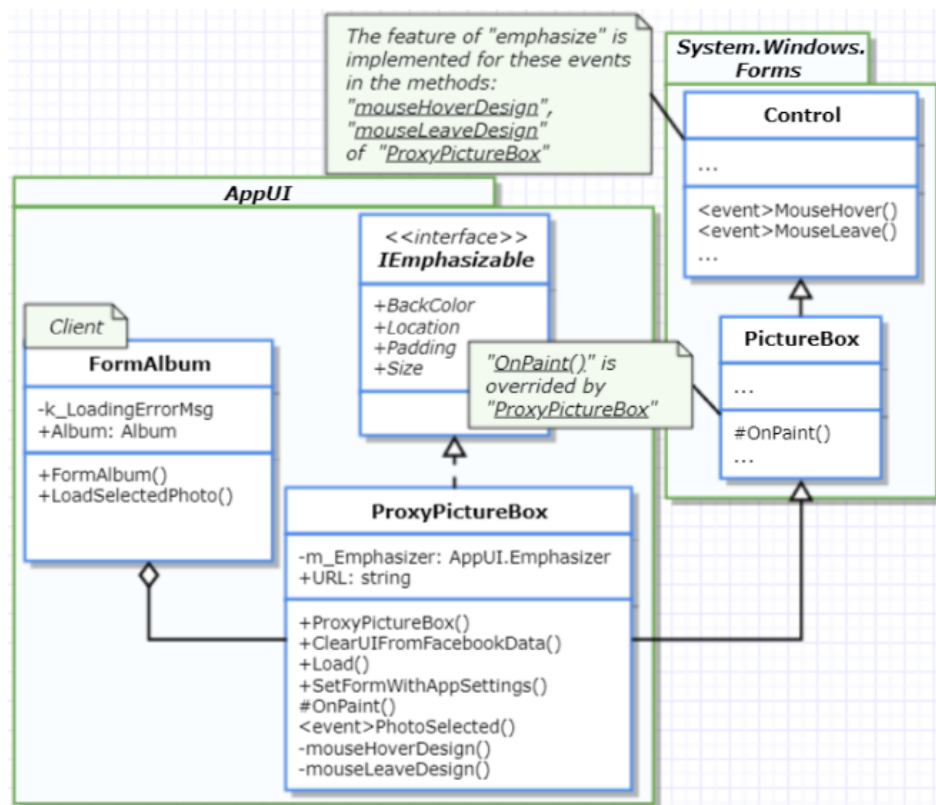 The feature of "emphasize" is
implemented for these events
in the methods:
"mouseHoverDesign",
"mouseLeaveDesign"
of "ProxyPictureBox"
System.Windows.
Forms
Control
...
<event>MouseHover()
<event>MouseLeave()
...
AppUI
<<interface>>
IEmphasizable
+BackColor
+Location
+Padding
+Size
Client
FormAlbum
-k_LoadingErrorMsg
+Album: Album
+FormAlbum()
+LoadSelectedPhoto()
"OnPaint()" is
overrided by
"ProxyPictureBox"
PictureBox
...
#OnPaint()
...
ProxyPictureBox
-m_Emphasizer: AppUI.Emphasizer
+URL: string
+ProxyPictureBox()
+ClearUIFromFacebookData()
+Load()
+SetFormWithAppSettings()
#OnPaint()
<event>PhotoSelected()
-mouseHoverDesign()
-mouseLeaveDesign()